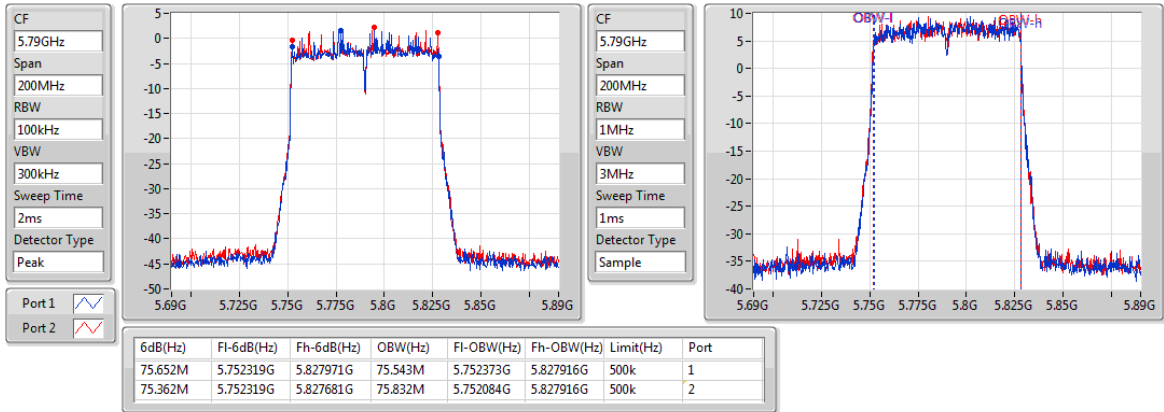 CF
5.79GHz
Span
200MHz
RBW
100kHz
VBW
300kHz
Sweep Time
2ms
Detector Type
Peak
Port 1
Port 2
5
0
-5
-10
-15
-20
-25
-30
-35
-40
-45
-50
5.69G 5.725G 5.75G 5.775G 5.8G 5.825G 5.85G 5.89G
CF
5.79GHz
Span
200MHz
RBW
1MHz
VBW
3MHz
Sweep Time
1ms
Detector Type
Sample
OBW-l OBW-h
10
5
0
-5
-10
-15
-20
-25
-30
-35
-40
5.69G 5.725G 5.75G 5.775G 5.8G 5.825G 5.85G 5.89G
6dB(Hz) Fl-6dB(Hz) Fh-6dB(Hz) OBW(Hz) Fl-OBW(Hz) Fh-OBW(Hz) Limit(Hz) Port
75.652M 5.752319G 5.827971G 75.543M 5.752373G 5.827916G 500k 1
75.362M 5.752319G 5.827681G 75.832M 5.752084G 5.827916G 500k 2